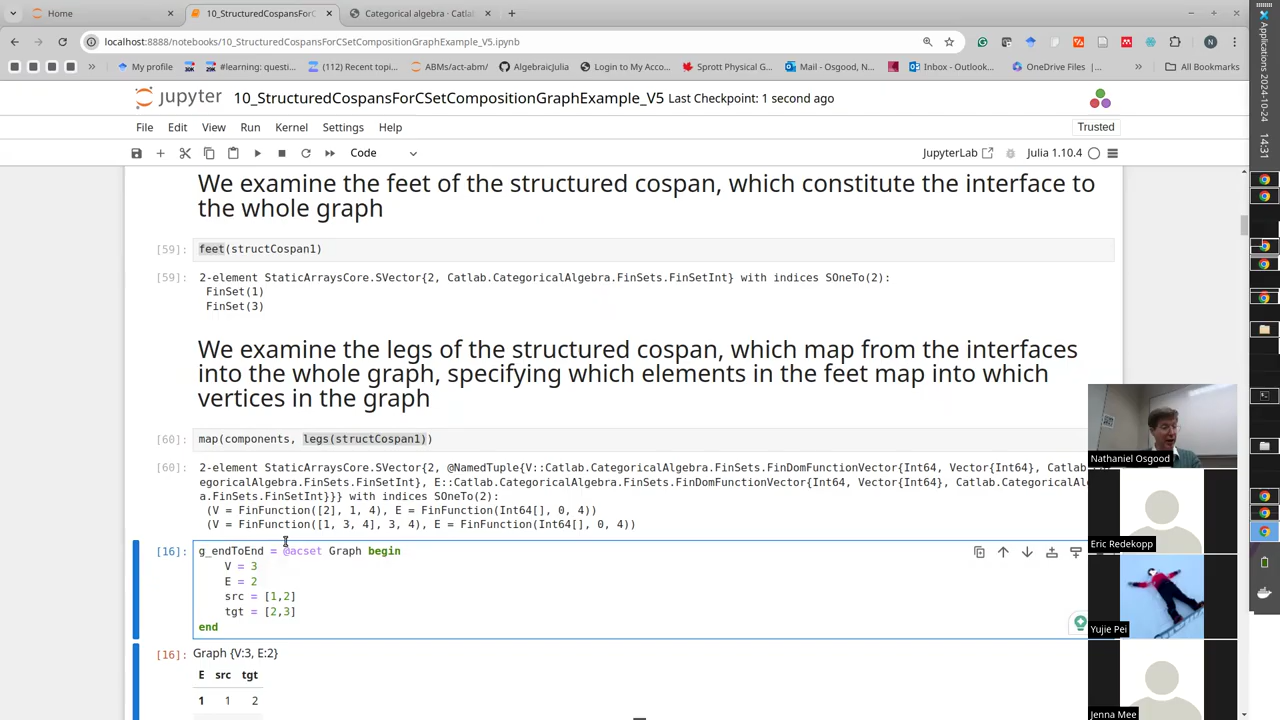 Home
10_StructuredCospansForC
Categorical algebra · Catla
localhost:8888/notebooks/10_StructuredCospansForCSetCompositionGraphExample_V5.ipynb
My profile
#learning: questi...
(112) Recent topi...
ABMs/act-abm/
AlgebraicJulia
Login to My Acco...
Sprott Physical G...
Mail - Osgood, N...
Inbox - Outlook...
OneDrive Files | ...
All Bookmarks
Applications 2024-10-24 14:31
jupyter 10_StructuredCospansForCSetCompositionGraphExample_V5 Last Checkpoint: 1 second ago
File Edit View Run Kernel Settings Help
Trusted
Code
JupyterLab
Julia 1.10.4
We examine the feet of the structured cospan, which constitute the interface to
the whole graph
[59]: feet(structCospan1)
[59]: 2-element StaticArraysCore.SVector{2, Catlab.CategoricalAlgebra.FinSets.FinSetInt} with indices SOneTo(2):
FinSet(1)
FinSet(3)
We examine the legs of the structured cospan, which map from the interfaces
into the whole graph, specifying which elements in the feet map into which
vertices in the graph
[60]: map(components, legs(structCospan1))
[60]: 2-element StaticArraysCore.SVector{2, @NamedTuple{V::Catlab.CategoricalAlgebra.FinSets.FinDomFunctionVector{Int64, Vector{Int64}, Catlab.
egoricalAlgebra.FinSets.FinSetInt}, E::Catlab.CategoricalAlgebra.FinSets.FinDomFunctionVector{Int64, Vector{Int64}, Catlab.Categorical
a.FinSets.FinSetInt}}} with indices SOneTo(2):
(V = FinFunction([2], 1, 4), E = FinFunction(Int64[], 0, 4))
(V = FinFunction([1, 3, 4], 3, 4), E = FinFunction(Int64[], 0, 4))
[16]: g_endToEnd = @acset Graph begin
V = 3
E = 2
src = [1,2]
tgt = [2,3]
end
[16]: Graph {V:3, E:2}
E src tgt
1 1 2
Nathaniel Osgood
Eric Redekopp
Yujie Pei
Jenna Mee